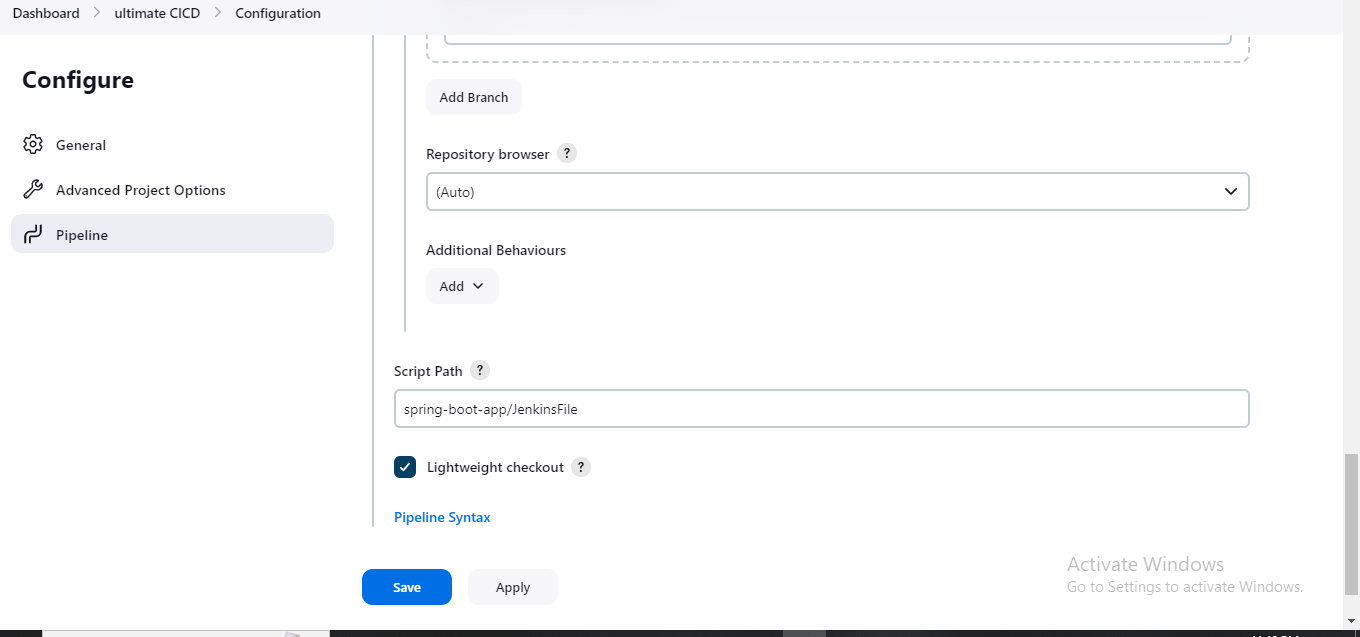 Dashboard > ultimate CICD > Configuration
Configure
General
Advanced Project Options
Pipeline
Add Branch
Repository browser ?
(Auto)
Additional Behaviours
Add
Script Path ?
spring-boot-app/JenkinsFile
Lightweight checkout ?
Pipeline Syntax
Save
Apply
Activate Windows
Go to Settings to activate Windows.